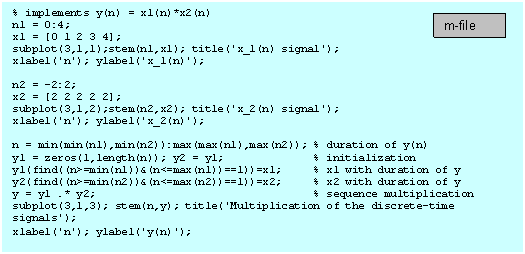 % implements y(n) = x1(n)*x2(n)
m-file
n1 = 0:4;
x1 = [0 1 2 3 4];
subplot(3,1,1);stem(n1,x1); title('x_1(n) signal');
xlabel('n'); ylabel('x_1(n)');
n2 = -2:2;
x2 = [2 2 2 2 2];
subplot(3,1,2);stem(n2,x2); title('x_2(n) signal');
xlabel('n'); ylabel('x_2(n)');
n = min(min(n1),min(n2)):max(max(n1),max(n2)); % duration of y(n)
y1 = zeros(1,length(n)); y2 = y1; % initialization
y1(find((n>=min(n1))&(n<=max(n1))==1))=x1; % x1 with duration of y
y2(find((n>=min(n2))&(n<=max(n2))==1))=x2; % x2 with duration of y
y = y1 .* y2; % sequence multiplication
subplot(3,1,3); stem(n,y); title('Multiplication of the discrete-time
signals');
xlabel('n'); ylabel('y(n)');